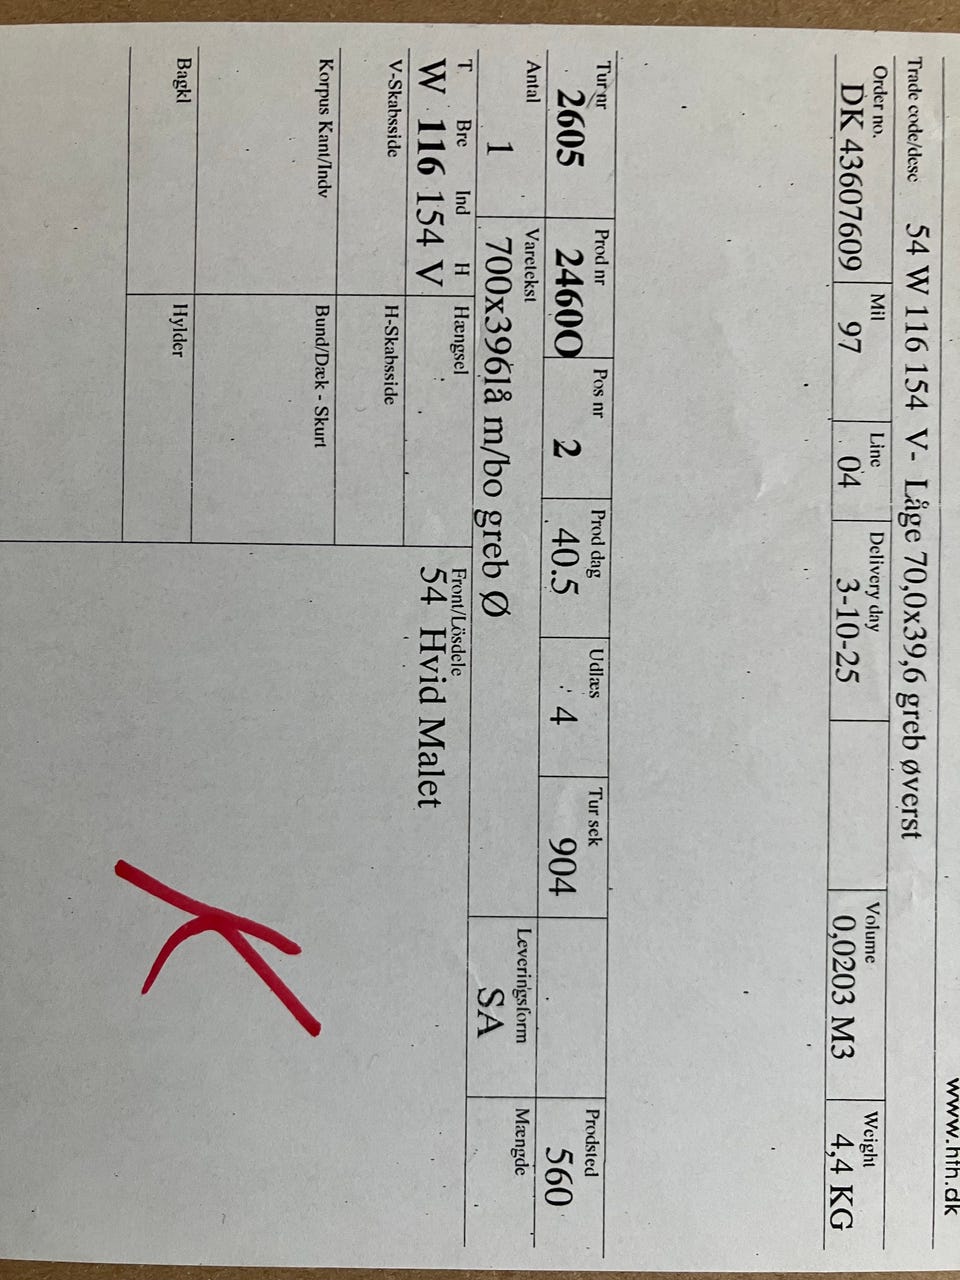 www.hth.dk
Trade code/desc 54 W 116 154 V- Låge 70,0x39,6 greb øverst
Order no. Mil Line Delivery day Volume Weight
DK 43607609 97 04 3-10-25 0,0203 M3 4,4 KG
Tur nr Prod nr Pos nr Prod dag Udlæs Tur sek Prodsted
2605 24600 2 40.5 4 904 560
Antal Varetekst Leveringsform Mængde
1 700x396lå m/bo greb Ø SA
T Bre Ind H Hængsel Front/Lösdele
W 116 154 V 54 Hvid Malet
V-Skabsside H-Skabsside
Korpus Kant/Indv Bund/Dæk - Skurt
Bagkl Hylder
K